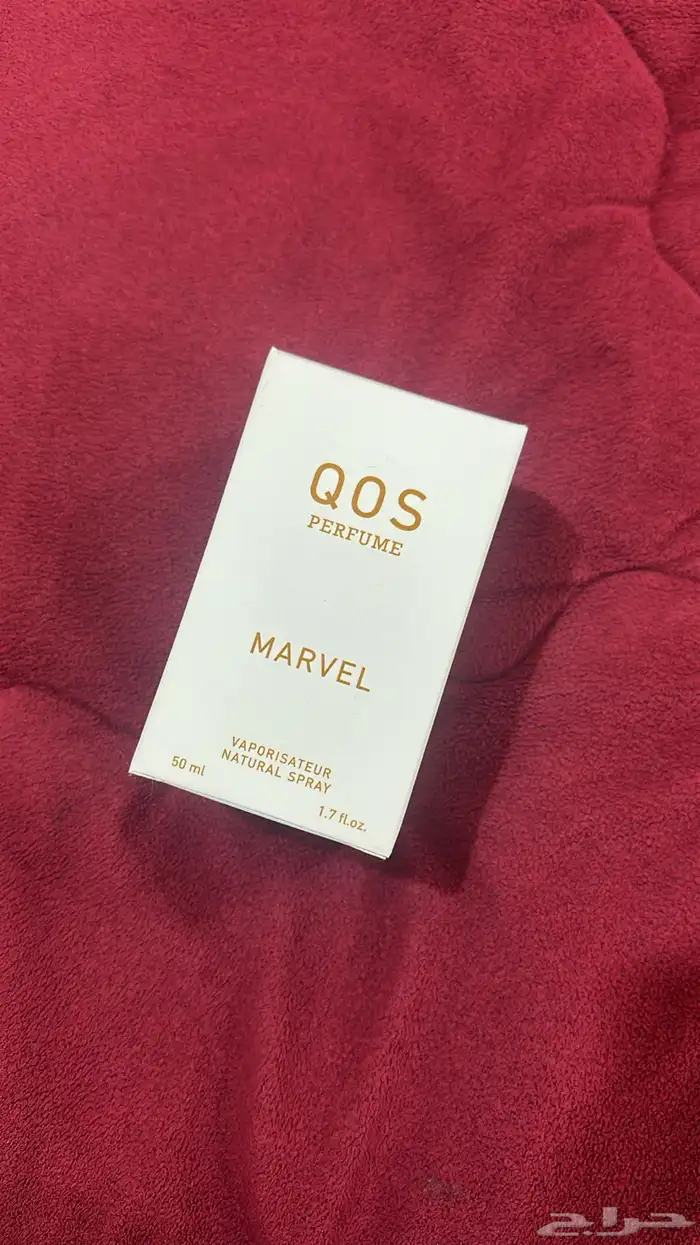 QOS
PERFUME
MARVEL
VAPORISATEUR
NATURAL SPRAY
50 ml
1.7 fl.oz.
حراج